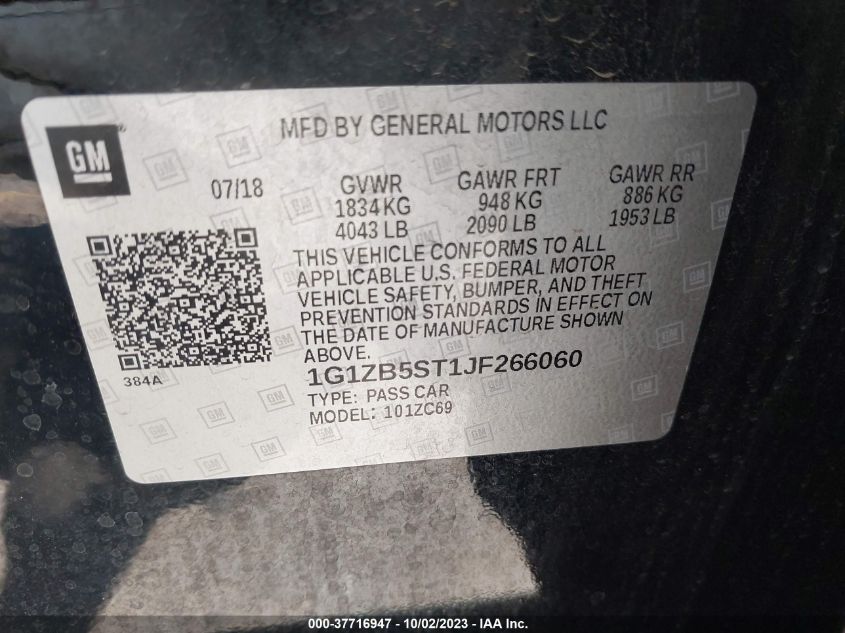 GM
MFD BY GENERAL MOTORS LLC
07/18
GVWR
1834 KG
4043 LB
GAWR FRT
948 KG
2090 LB
GAWR RR
886 KG
1953 LB
THIS VEHICLE CONFORMS TO ALL
APPLICABLE U.S. FEDERAL MOTOR
VEHICLE SAFETY, BUMPER, AND THEFT
PREVENTION STANDARDS IN EFFECT ON
THE DATE OF MANUFACTURE SHOWN
ABOVE.
384A
1G1ZB5ST1JF266060
TYPE: PASS CAR
MODEL: 101ZC69
000-37716947 - 10/02/2023 - IAA Inc.